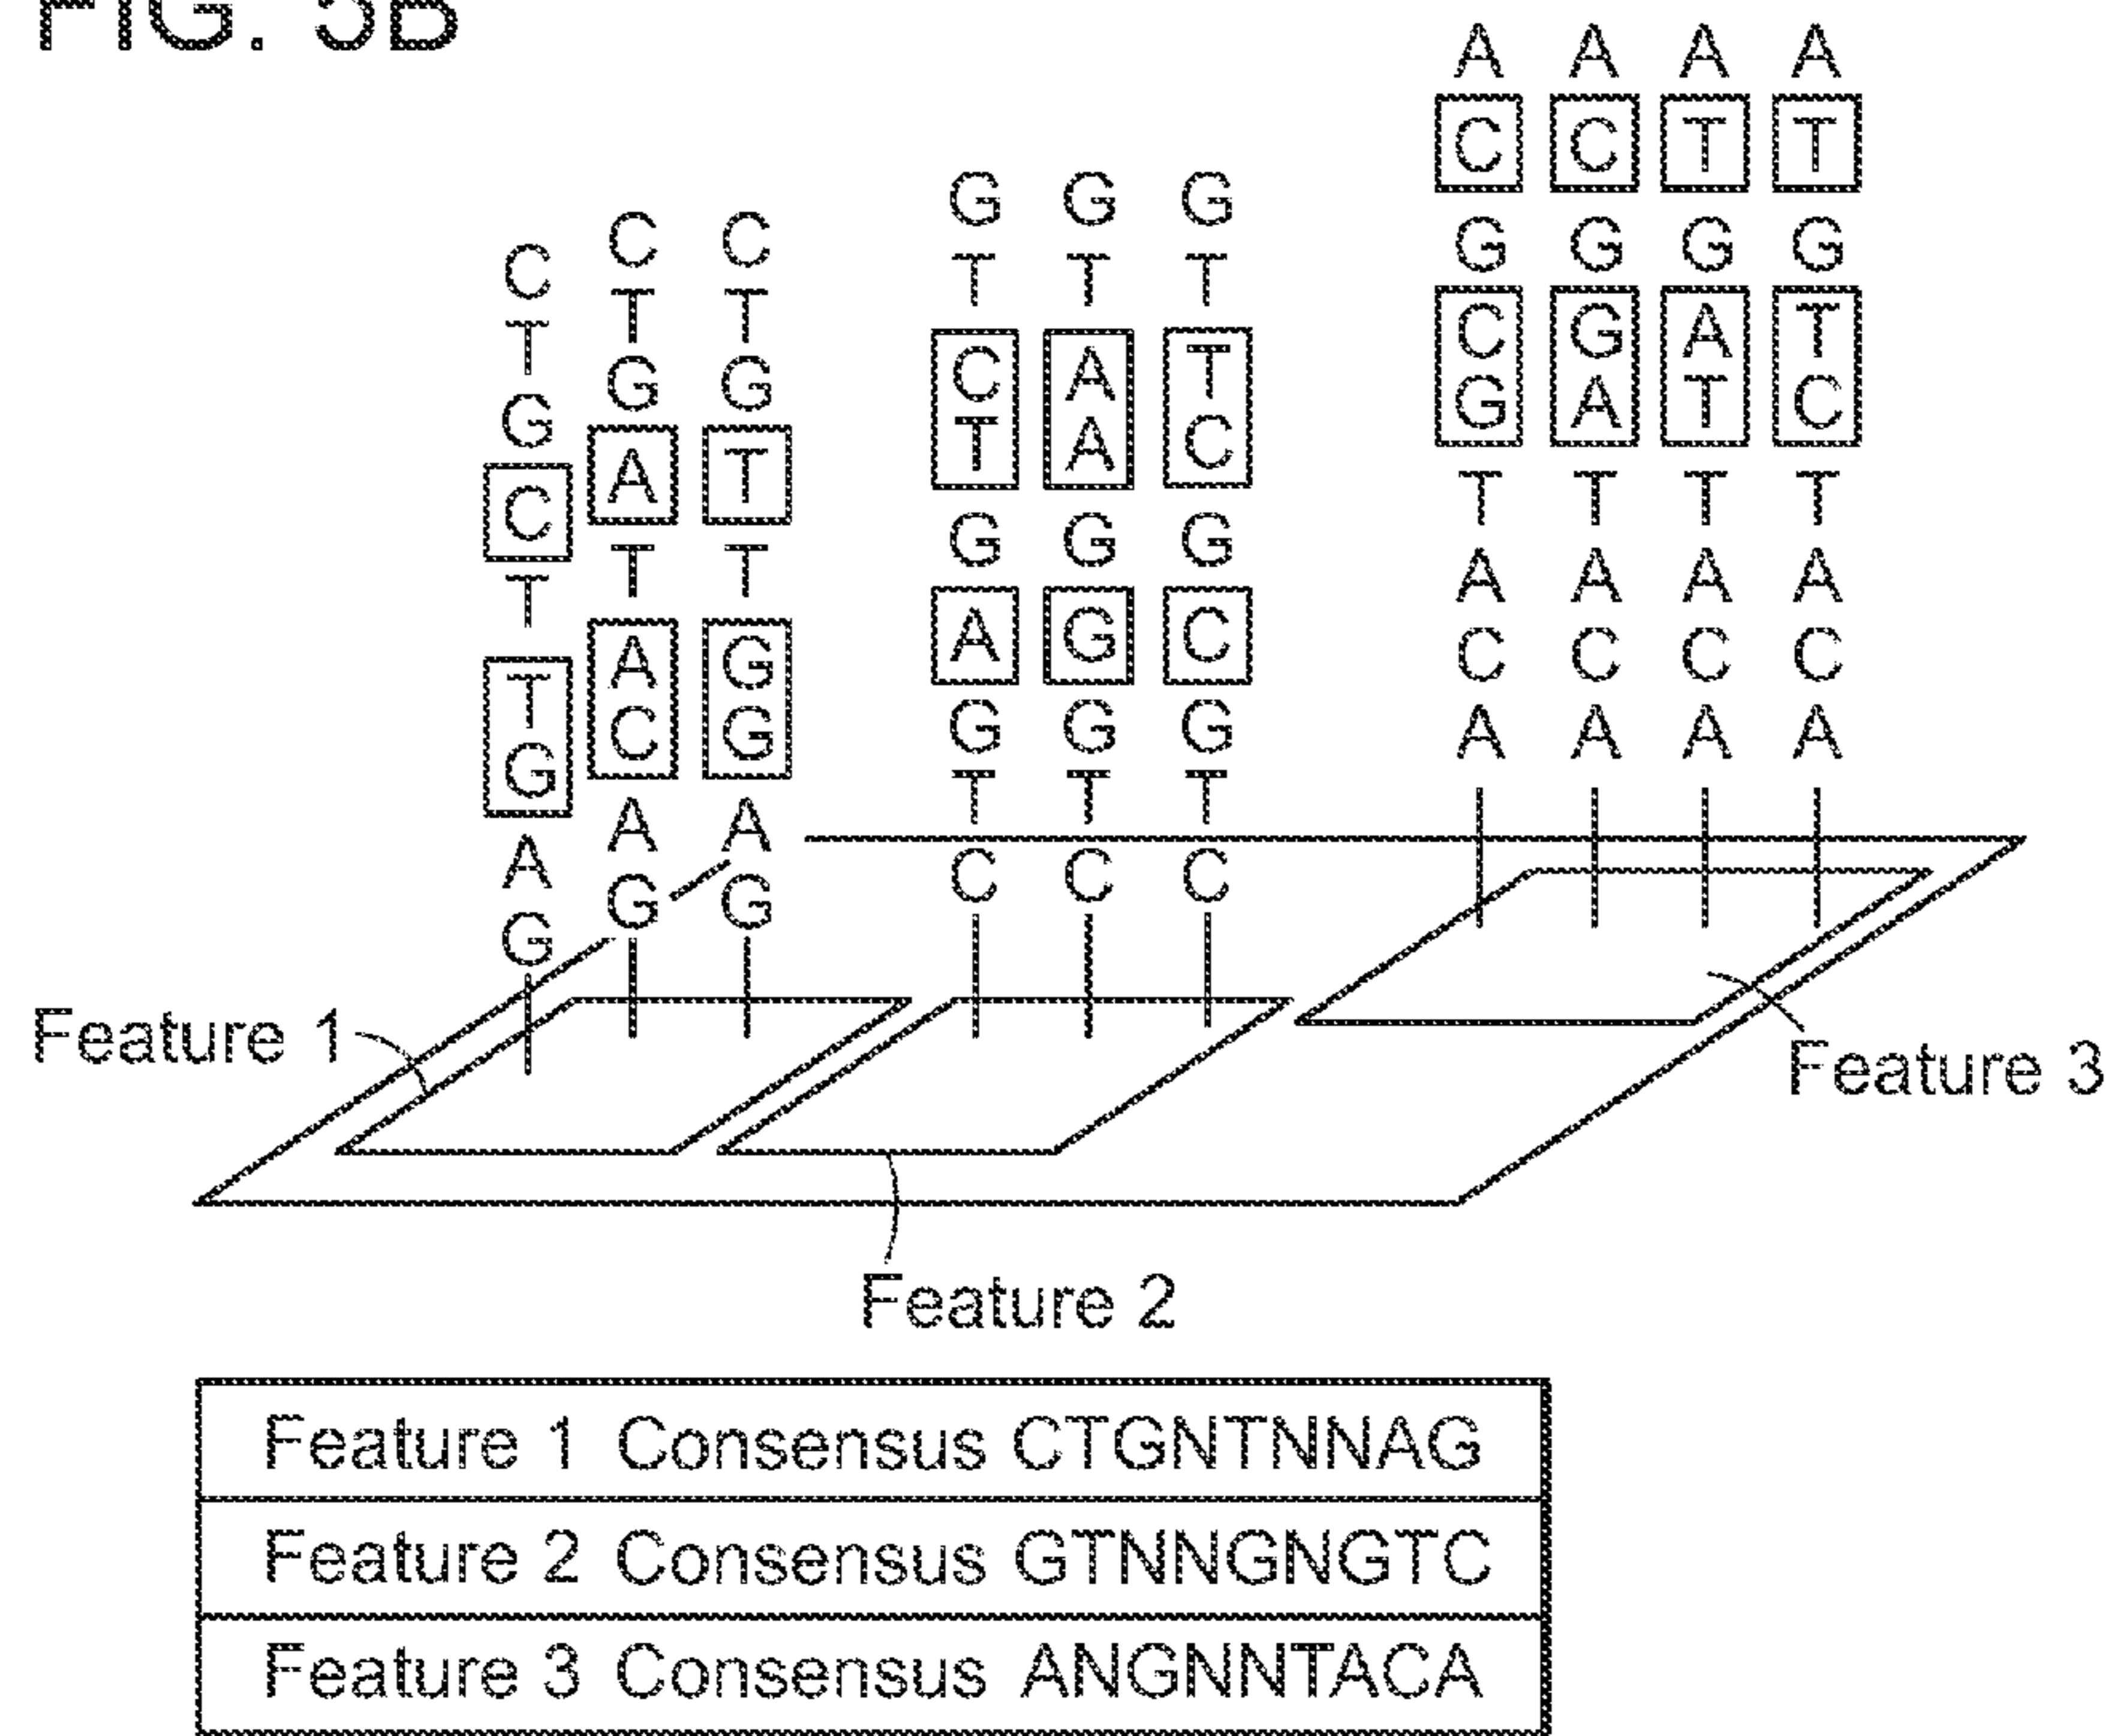 FIG. 5B
A A A A
C C T T
G G G G
C G A T
G A T C
T T T T
A A A A
C C C C
A A A A
G G G
T T T
C A T
T A C
G G G
A G C
G G G
T T T
C C C
C C C
T T T
G G G
C A T
T T T
T A G
G C G
A A A
G G G
Feature 1
Feature 3
Feature 2
Feature 1 Consensus CTGNTNNAG
Feature 2 Consensus GTNNGNGTC
Feature 3 Consensus ANGNNTACA